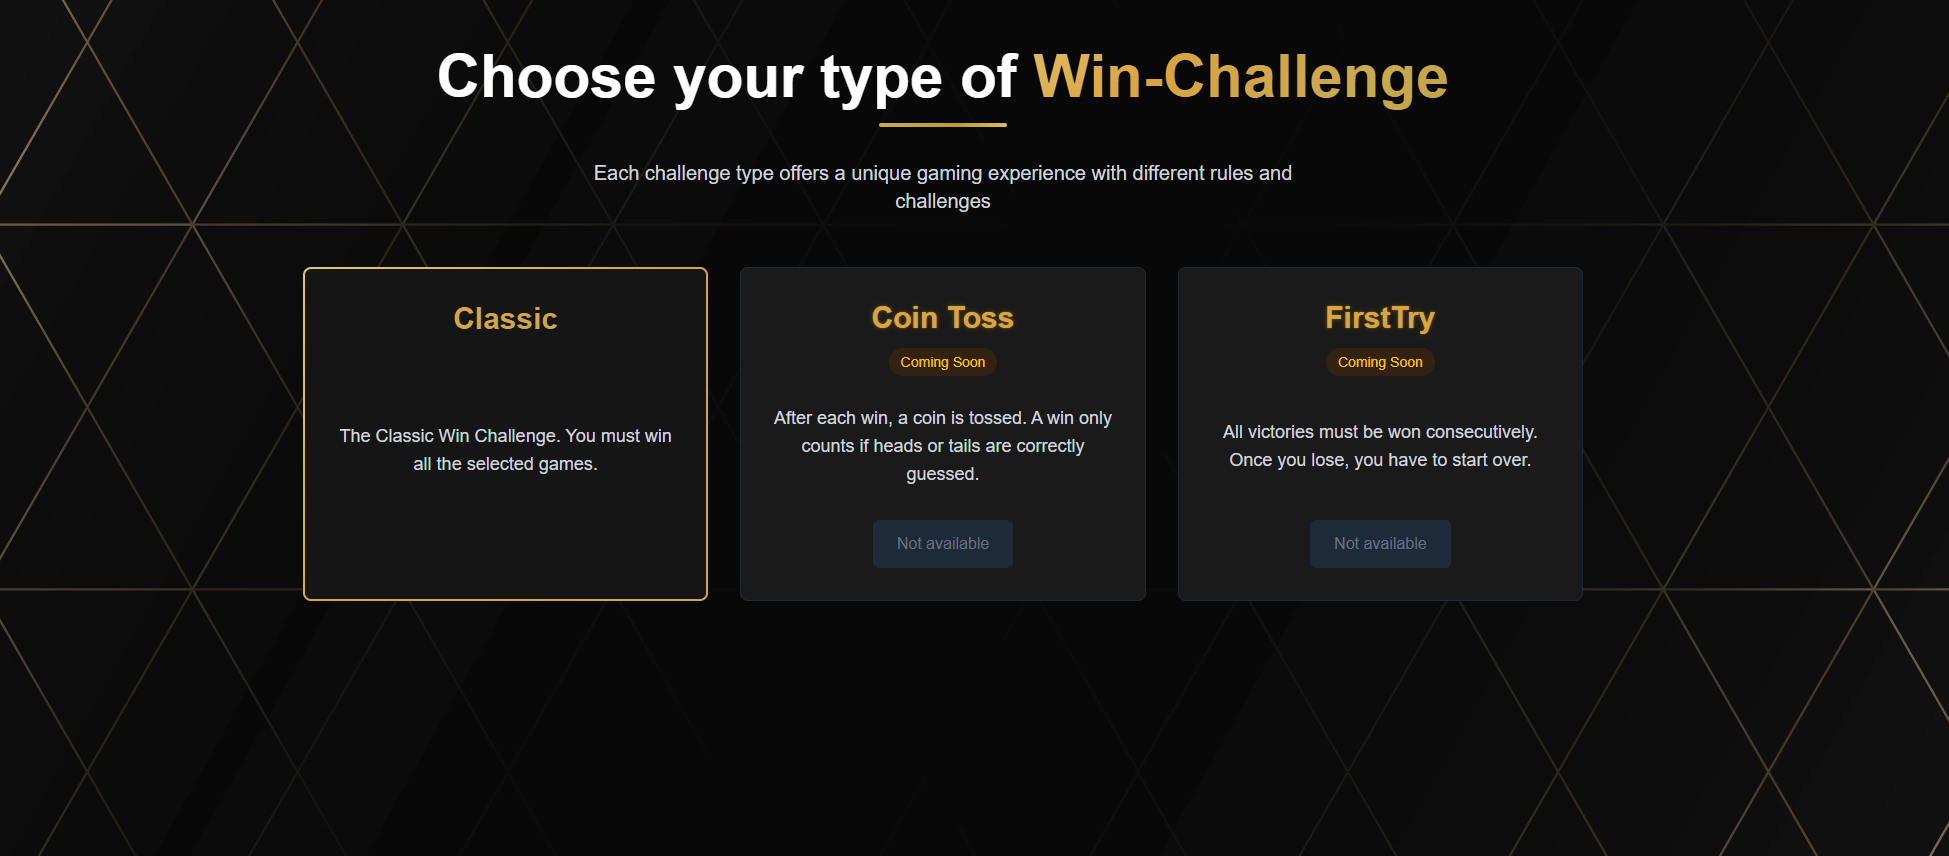 Choose your type of Win-Challenge
Each challenge type offers a unique gaming experience with different rules and
challenges
Classic
The Classic Win Challenge. You must win
all the selected games.
Coin Toss
Coming Soon
After each win, a coin is tossed. A win only
counts if heads or tails are correctly
guessed.
Not available
FirstTry
Coming Soon
All victories must be won consecutively.
Once you lose, you have to start over.
Not available